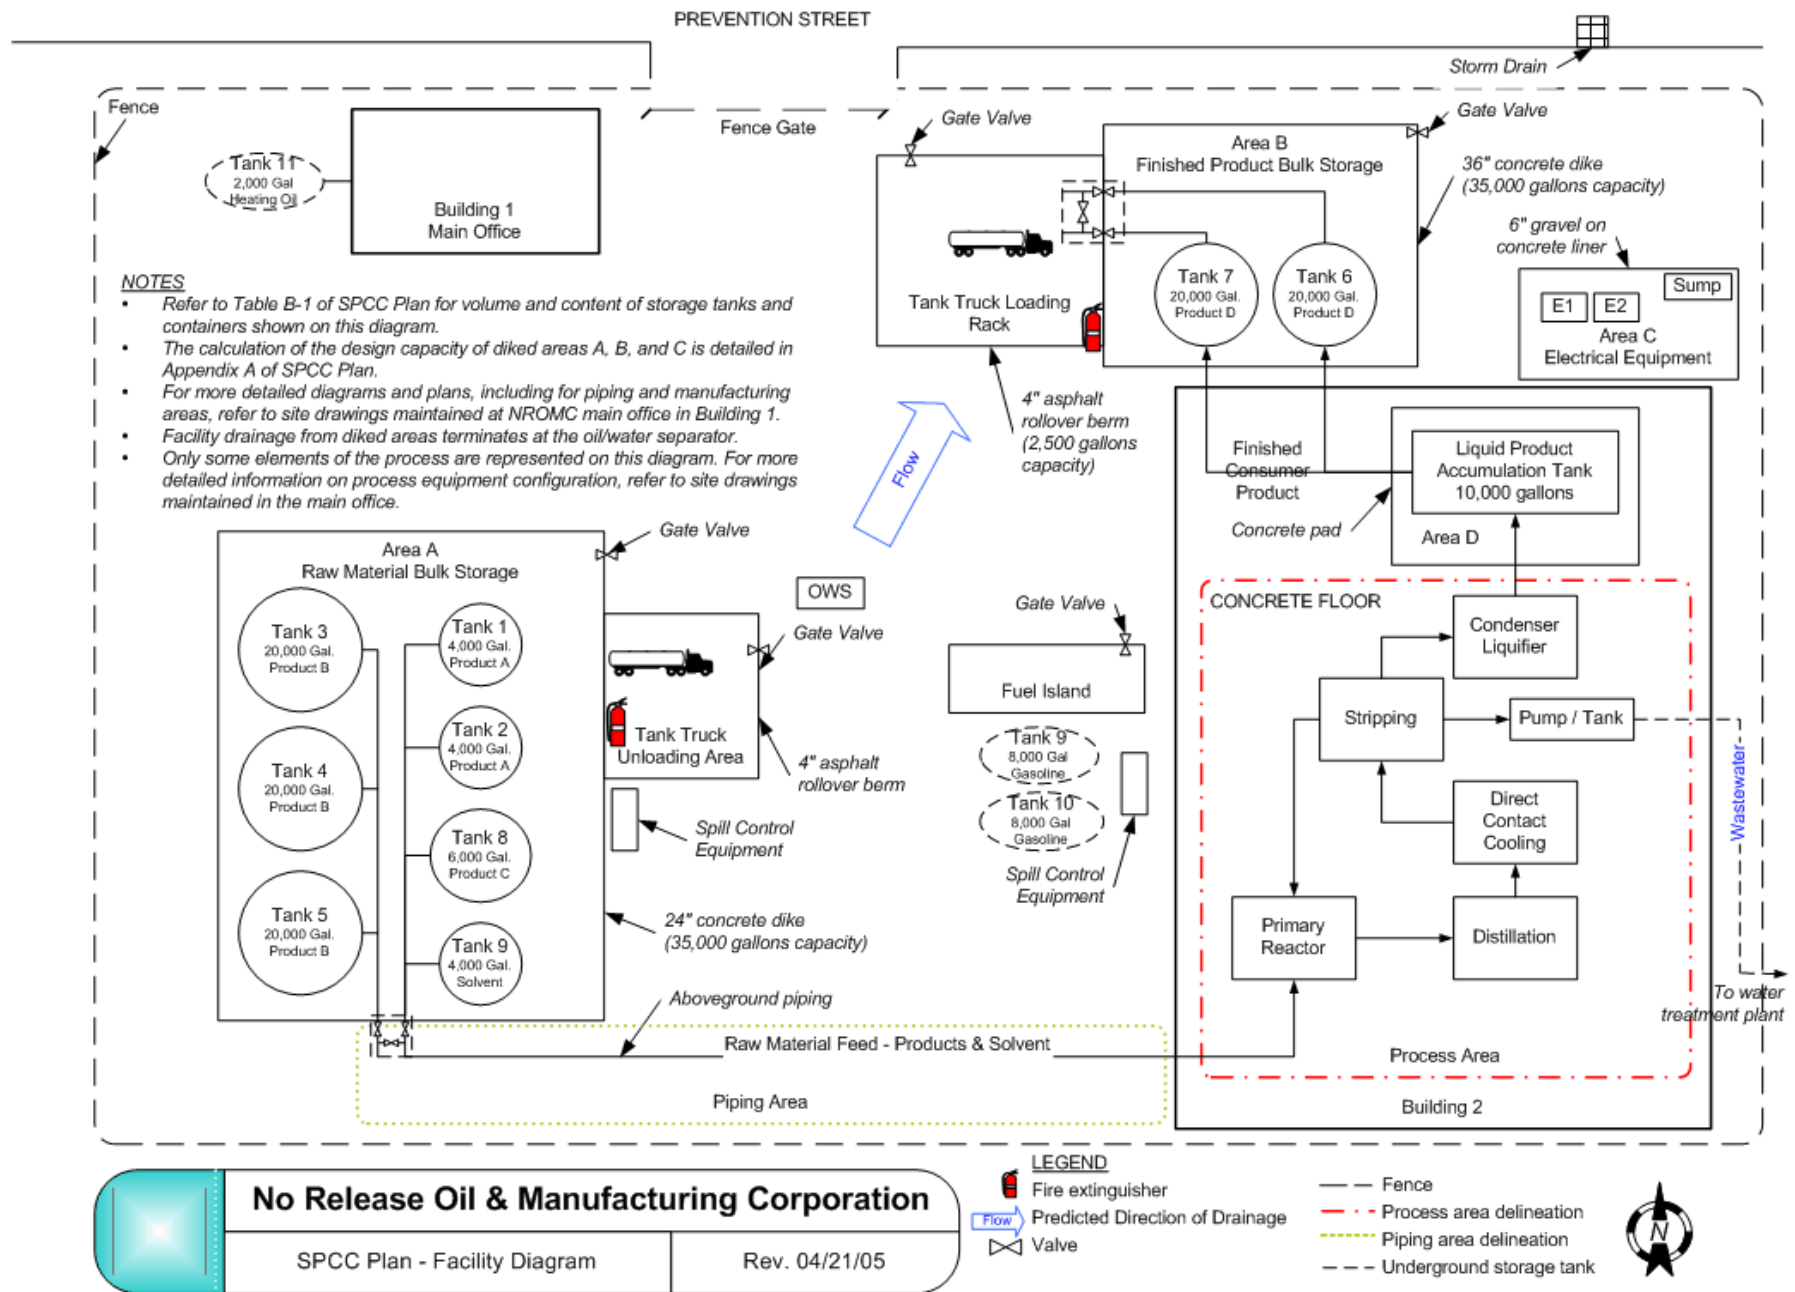 PREVENTION STREET
Storm Drain
Fence
Fence Gate
Gate Valve
Gate Valve
Tank 11
2,000 Gal
Heating Oil
Building 1
Main Office
Area B
Finished Product Bulk Storage
36" concrete dike
(35,000 gallons capacity)
6" gravel on
concrete liner
Tank 7
20,000 Gal.
Product D
Tank 6
20,000 Gal.
Product D
Tank Truck Loading
Rack
Sump
E1
E2
Area C
Electrical Equipment
NOTES
• Refer to Table B-1 of SPCC Plan for volume and content of storage tanks and
containers shown on this diagram.
• The calculation of the design capacity of diked areas A, B, and C is detailed in
Appendix A of SPCC Plan.
• For more detailed diagrams and plans, including for piping and manufacturing
areas, refer to site drawings maintained at NROMC main office in Building 1.
• Facility drainage from diked areas terminates at the oil/water separator.
• Only some elements of the process are represented on this diagram. For more
detailed information on process equipment configuration, refer to site drawings
maintained in the main office.
4" asphalt
rollover berm
(2,500 gallons
capacity)
Flow
Finished
Consumer
Product
Liquid Product
Accumulation Tank
10,000 gallons
Concrete pad
Area D
Area A
Raw Material Bulk Storage
Gate Valve
Tank 3
20,000 Gal.
Product B
Tank 1
4,000 Gal.
Product A
Tank 4
20,000 Gal.
Product B
Tank 2
4,000 Gal.
Product A
Tank 8
6,000 Gal.
Product C
Tank 5
20,000 Gal.
Product B
Tank 9
4,000 Gal.
Solvent
OWS
Gate Valve
Tank Truck
Unloading Area
4" asphalt
rollover berm
Spill Control
Equipment
24" concrete dike
(35,000 gallons capacity)
Aboveground piping
Gate Valve
Fuel Island
Tank 9
8,000 Gal
Gasoline
Tank 10
8,000 Gal
Gasoline
Spill Control
Equipment
CONCRETE FLOOR
Condenser
Liquifier
Stripping
Pump / Tank
Direct
Contact
Cooling
Primary
Reactor
Distillation
Wastewater
To water
treatment plant
Raw Material Feed - Products & Solvent
Piping Area
Process Area
Building 2
No Release Oil & Manufacturing Corporation
SPCC Plan - Facility Diagram
Rev. 04/21/05
LEGEND
Fire extinguisher
Flow
Predicted Direction of Drainage
Valve
Fence
Process area delineation
Piping area delineation
Underground storage tank
N